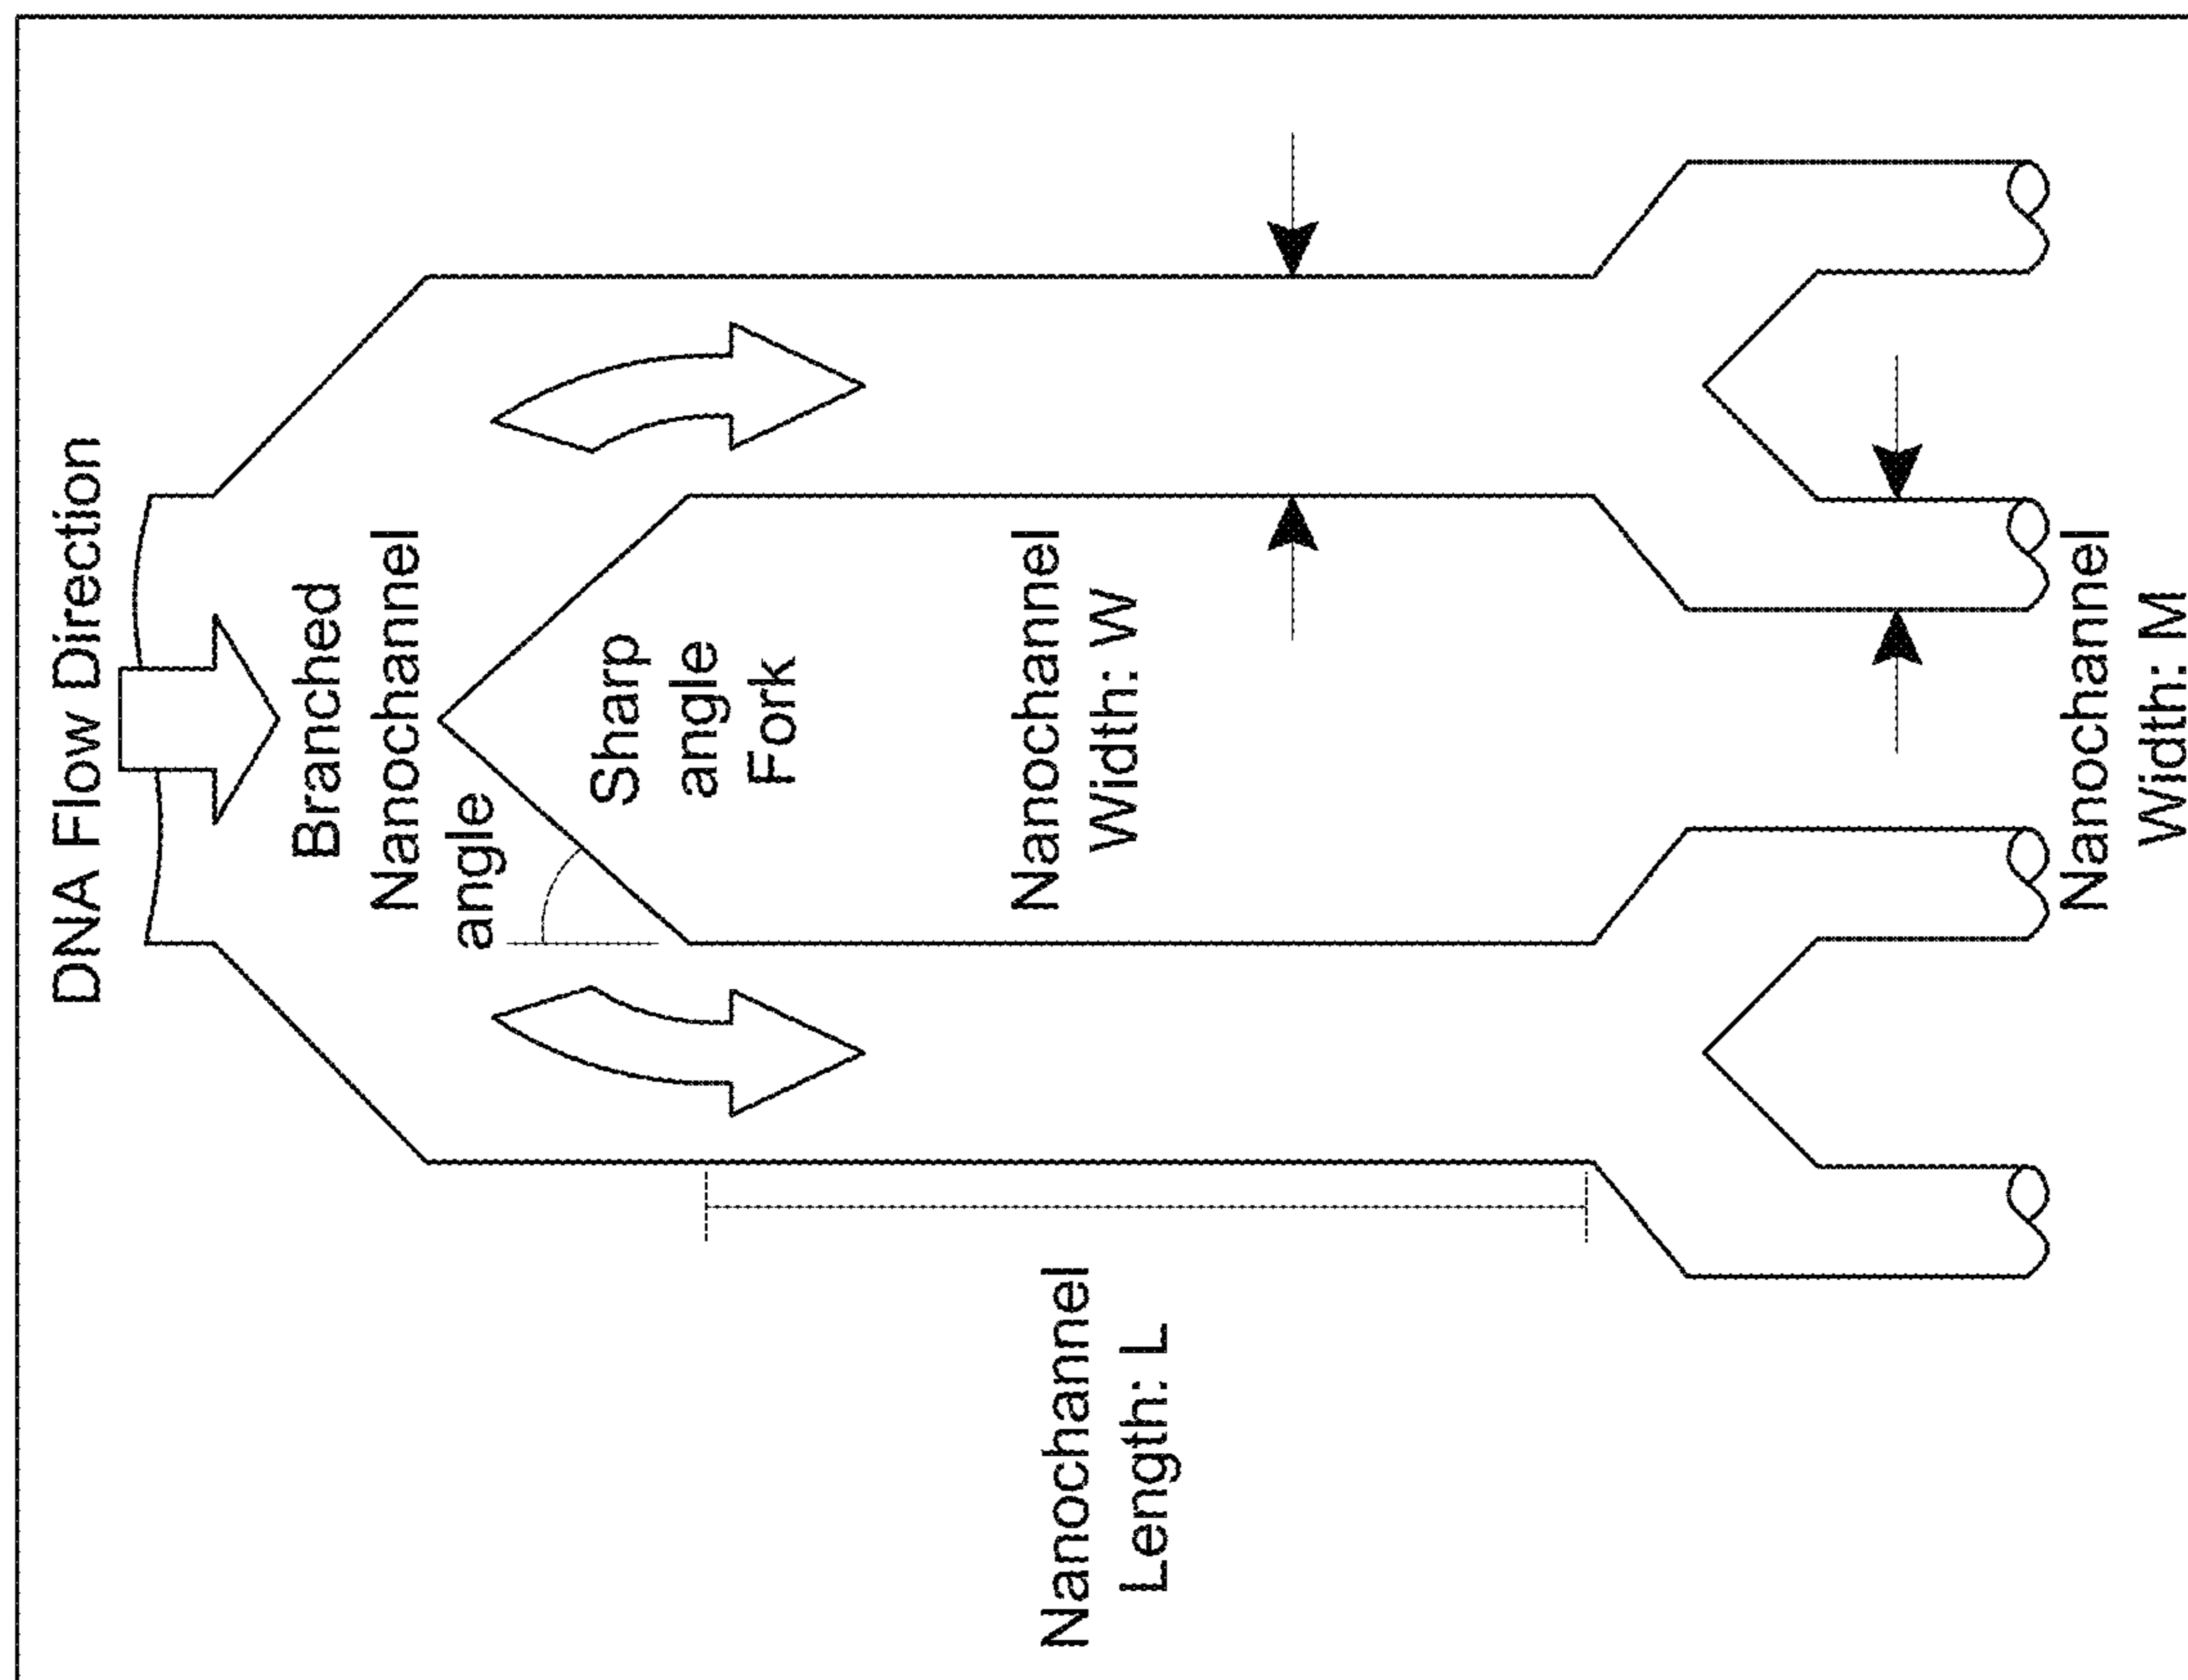 DNA Flow Direction
Branched
Nanochannel
angle
Sharp
angle
Fork
Nanochannel
Width: W
Nanochannel
Length: L
Nanochannel
Width: M